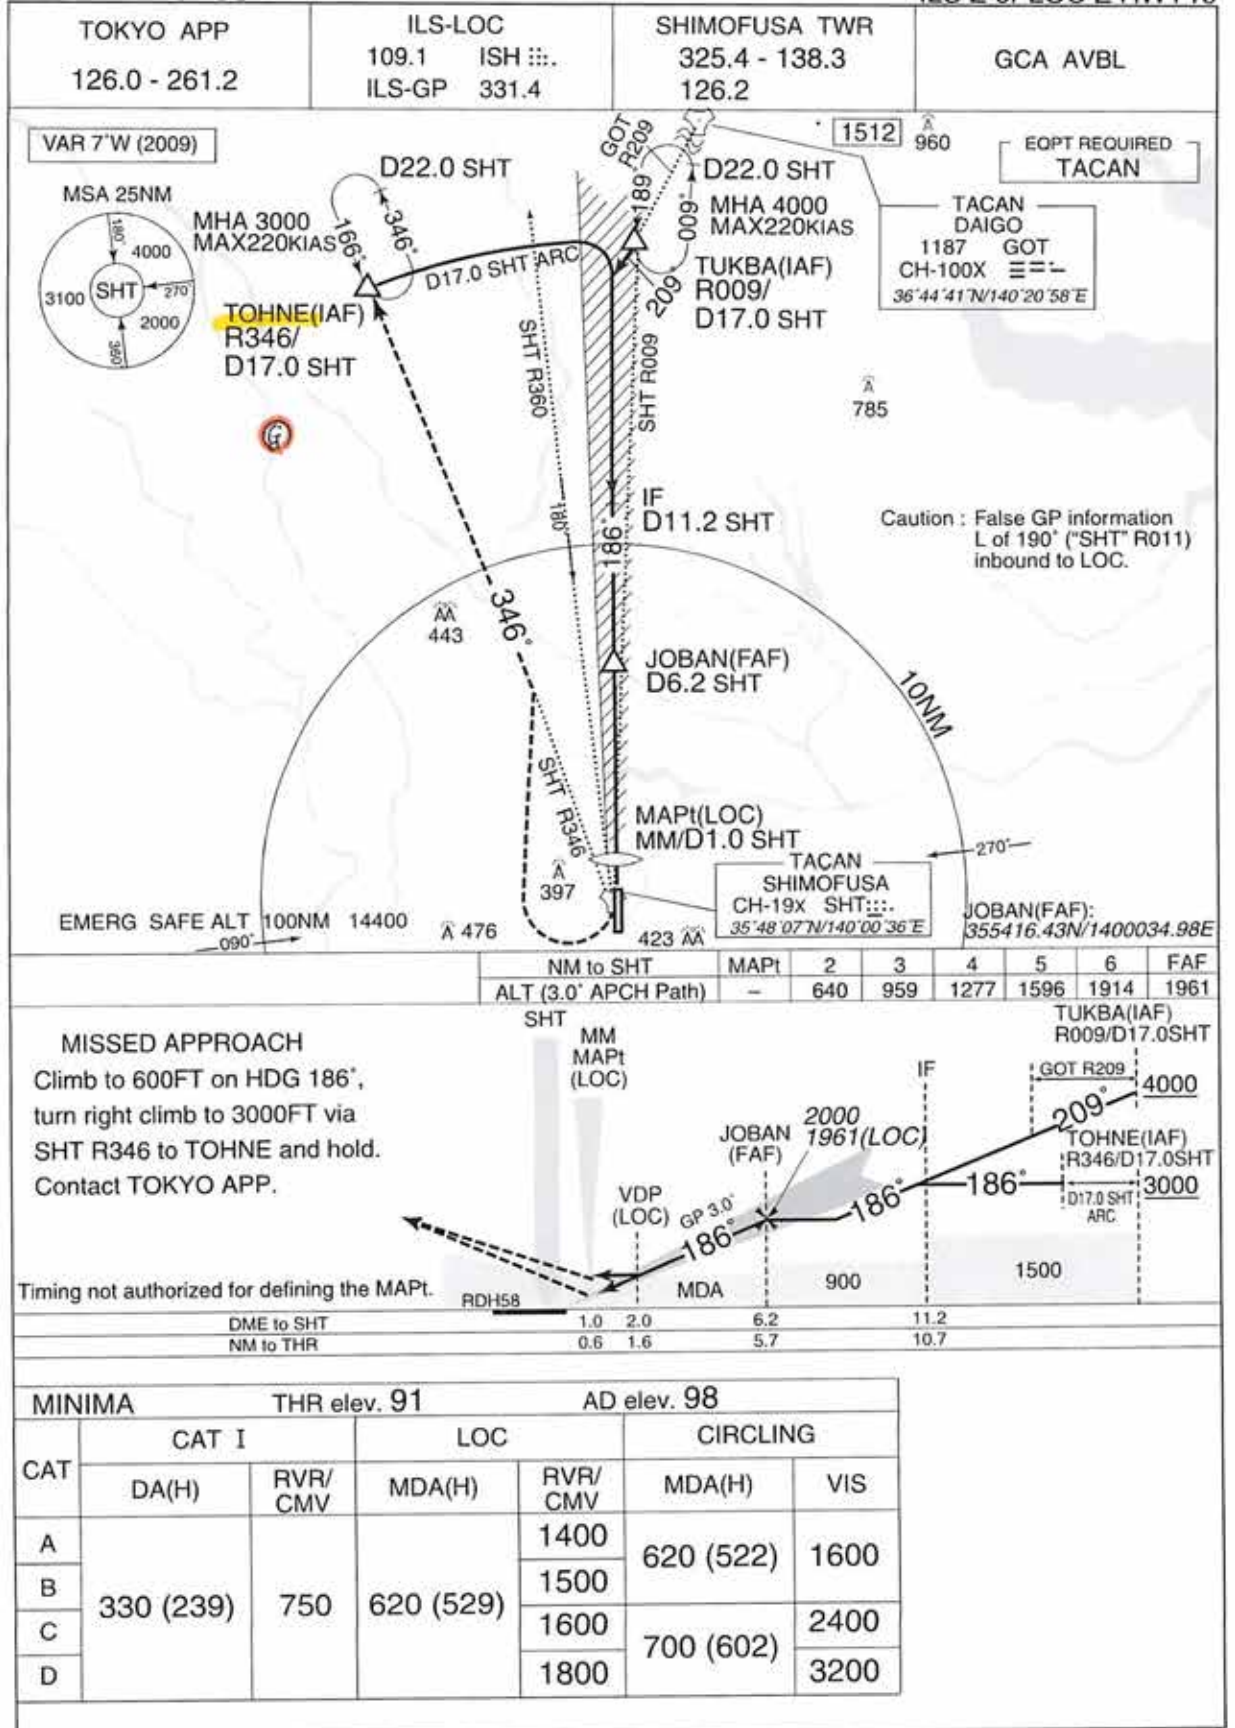 TOKYO APP
126.0 - 261.2
ILS-LOC
109.1 ISH
ILS-GP 331.4
SHIMOFUSA TWR
325.4 - 138.3
126.2
GCA AVBL
VAR 7°W (2009)
MSA 25NM
180°
4000
3100
SHT
270°
2000
360°
D22.0 SHT
MHA 3000
MAX220KIAS
166°
346°
TOHNE(IAF)
R346/
D17.0 SHT
D17.0 SHT ARC
GOT
R209
189°
009°
209°
D22.0 SHT
MHA 4000
MAX220KIAS
TUKBA(IAF)
R009/
D17.0 SHT
1512
960
EQPT REQUIRED
TACAN
TACAN
DAIGO
1187 GOT
CH-100X
36°44'41"N/140°20'58"E
785
G
SHT R360
180°
SHT R009
IF
D11.2 SHT
186°
Caution : False GP information
L of 190° ("SHT" R011)
inbound to LOC.
346°
443
JOBAN(FAF)
D6.2 SHT
10NM
SHT R346
MAPt(LOC)
MM/D1.0 SHT
270°
397
TACAN
SHIMOFUSA
CH-19x SHT
35°48'07"N/140°00'36"E
JOBAN(FAF):
355416.43N/1400034.98E
EMERG SAFE ALT 100NM 14400
090°
476
423
NM to SHT MAPt 2 3 4 5 6 FAF
ALT (3.0° APCH Path) – 640 959 1277 1596 1914 1961
MISSED APPROACH
Climb to 600FT on HDG 186°,
turn right climb to 3000FT via
SHT R346 to TOHNE and hold.
Contact TOKYO APP.
Timing not authorized for defining the MAPt.
SHT
MM
MAPt
(LOC)
VDP
(LOC)
JOBAN
(FAF)
2000
1961(LOC)
IF
TUKBA(IAF)
R009/D17.0SHT
GOT R209
4000
209°
TOHNE(IAF)
R346/D17.0SHT
186°
D17.0 SHT
ARC
3000
186°
GP 3.0°
186°
MDA
900
1500
RDH58
DME to SHT 1.0 2.0 6.2 11.2
NM to THR 0.6 1.6 5.7 10.7
MINIMA THR elev. 91 AD elev. 98
CAT CAT I LOC CIRCLING
DA(H) RVR/CMV MDA(H) RVR/CMV MDA(H) VIS
A 330 (239) 750 620 (529) 1400 620 (522) 1600
B 1500
C 1600 700 (602) 2400
D 1800 3200